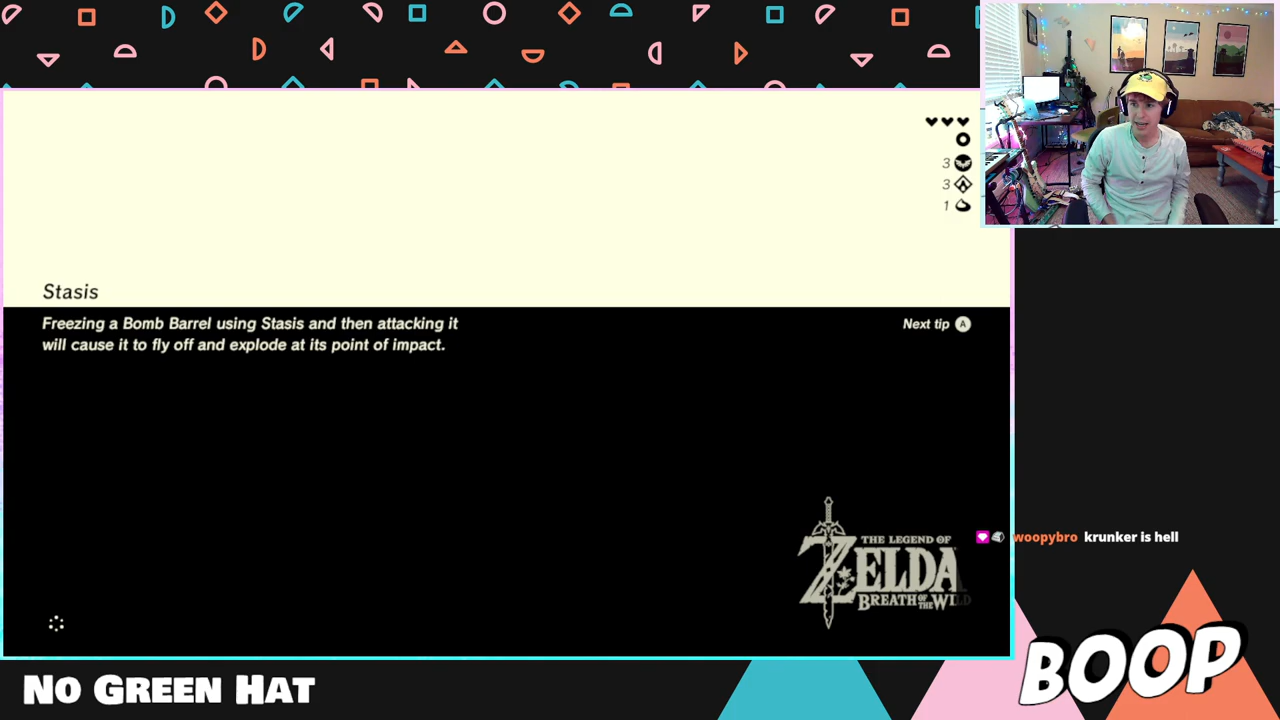 3
3
1
Stasis
Freezing a Bomb Barrel using Stasis and then attacking it
will cause it to fly off and explode at its point of impact.
Next tip A
THE LEGEND OF
ZELDA
BREATH OF THE WILD
woopybro krunker is hell
NO GREEN HAT
BOOP